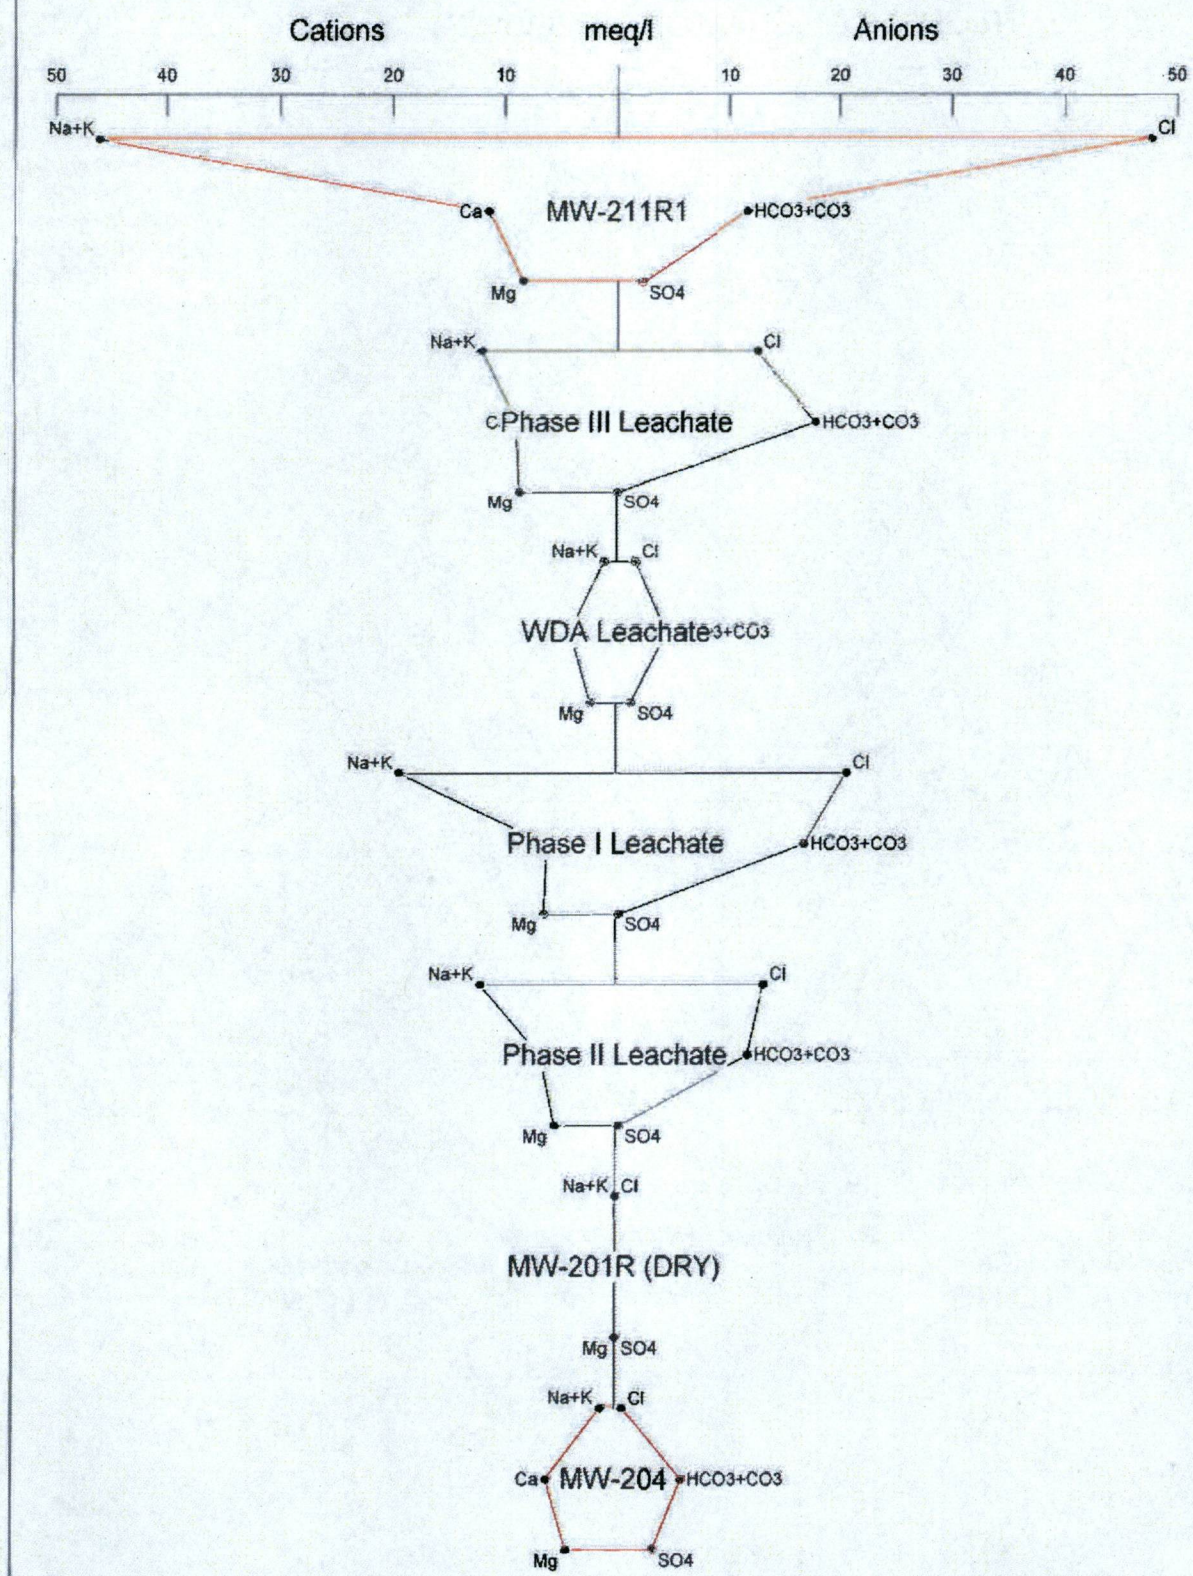 Cations meq/l Anions
50 40 30 20 10 10 20 30 40 50
Na+K Cl
Ca MW-211R1 HCO3+CO3
Mg SO4
Na+K Cl
C Phase III Leachate HCO3+CO3
Mg SO4
Na+K Cl
WDA Leachate 3+CO3
Mg SO4
Na+K Cl
Phase I Leachate HCO3+CO3
Mg SO4
Na+K Cl
Phase II Leachate HCO3+CO3
Mg SO4
Na+K Cl
MW-201R (DRY)
Mg SO4
Na+K Cl
Ca MW-204 HCO3+CO3
Mg SO4